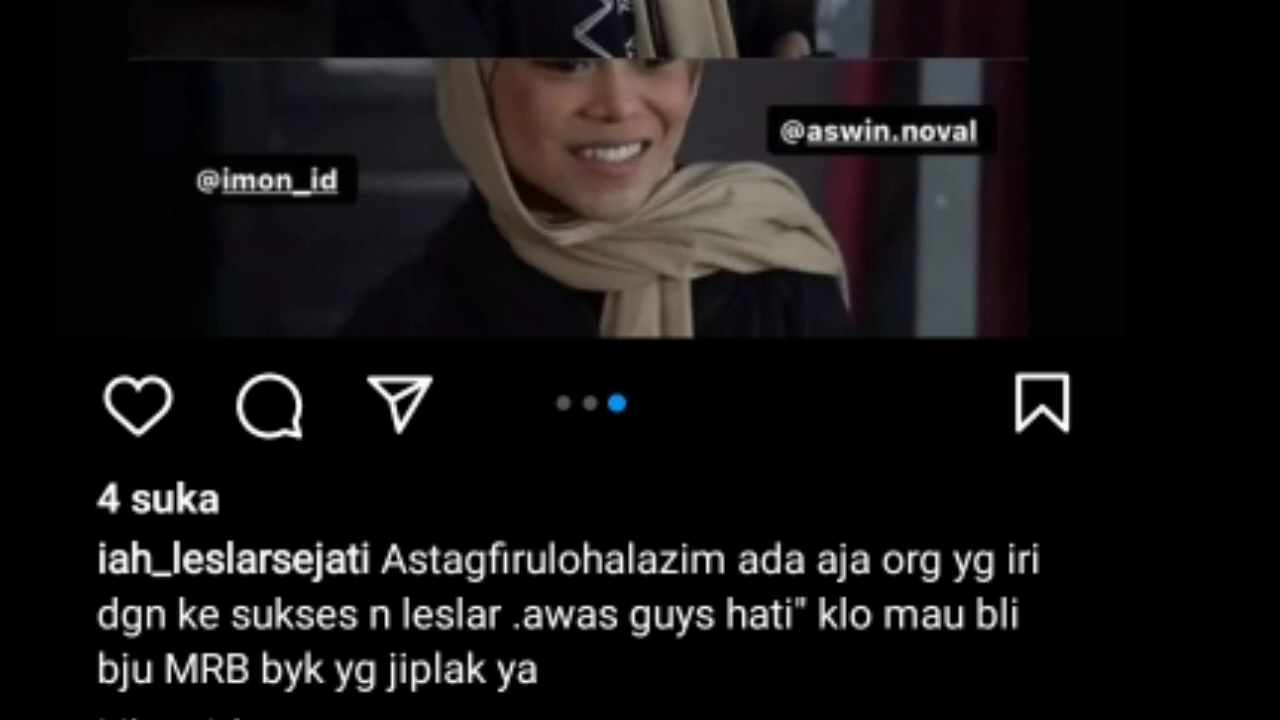 @aswin.noval
@imon_id
4 suka
iah_leslarsejati Astagfirulohalazim ada aja org yg iri
dgn ke sukses n leslar .awas guys hati" klo mau bli
bju MRB byk yg jiplak ya